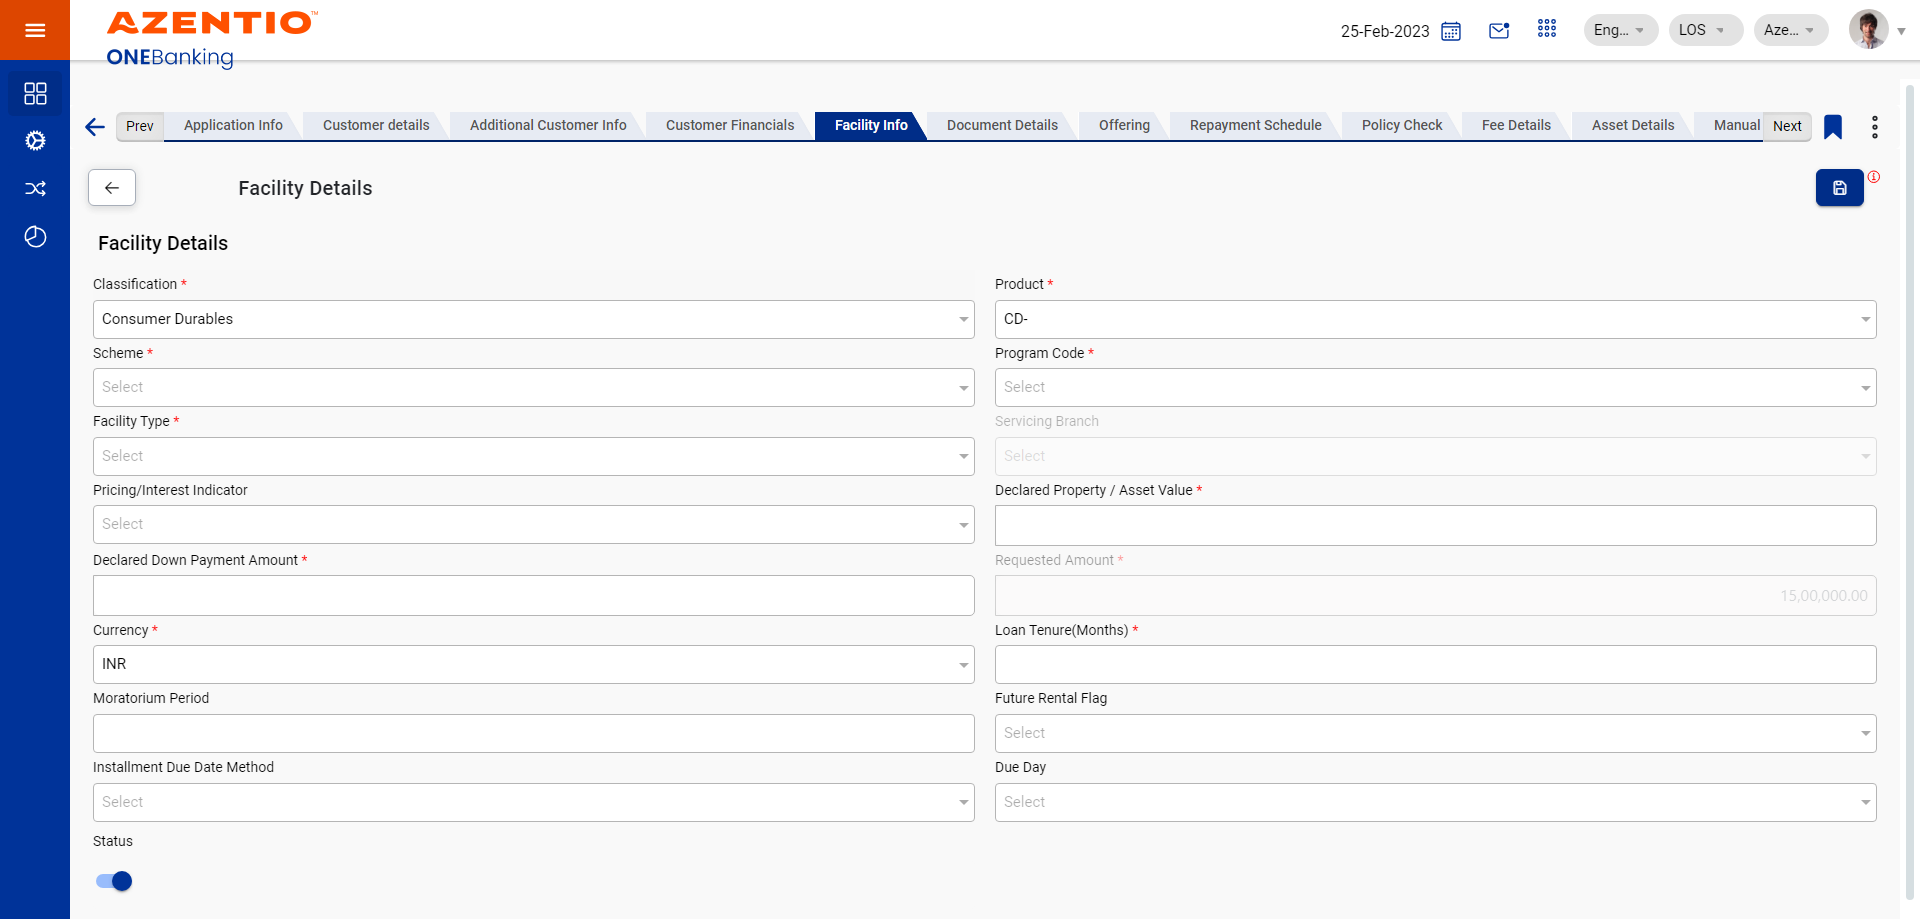 AZENTIO™
ONEBanking
25-Feb-2023
Eng...
LOS
Aze...
Prev
Application Info
Customer details
Additional Customer Info
Customer Financials
Facility Info
Document Details
Offering
Repayment Schedule
Policy Check
Fee Details
Asset Details
Manual
Next
Facility Details
Facility Details
Classification *
Product *
Consumer Durables
CD-
Scheme *
Program Code *
Select
Select
Facility Type *
Servicing Branch
Select
Select
Pricing/Interest Indicator
Declared Property / Asset Value *
Select
Declared Down Payment Amount *
Requested Amount *
15,00,000.00
Currency *
Loan Tenure(Months) *
INR
Moratorium Period
Future Rental Flag
Select
Installment Due Date Method
Due Day
Select
Select
Status